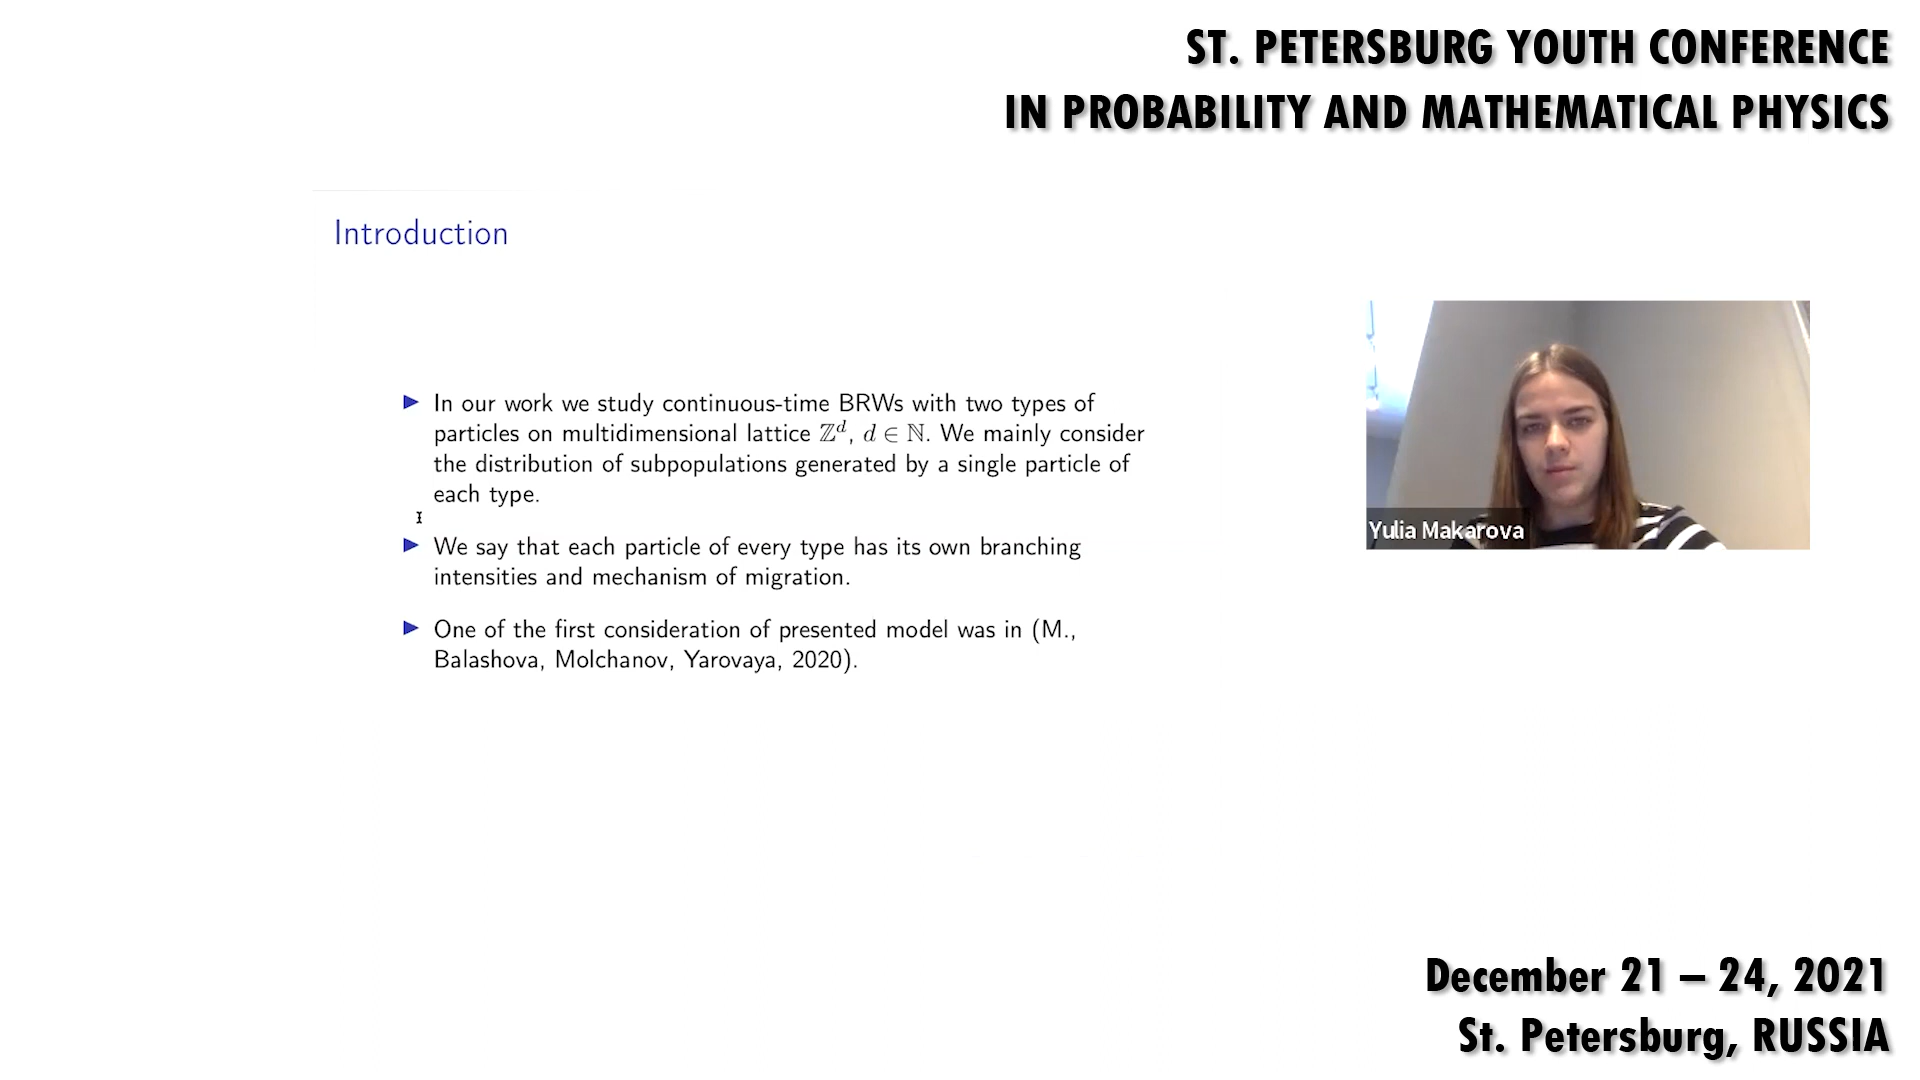 ST. PETERSBURG YOUTH CONFERENCE
IN PROBABILITY AND MATHEMATICAL PHYSICS
Introduction
In our work we study continuous-time BRWs with two types of
particles on multidimensional lattice ℤ^d, d ∈ ℕ. We mainly consider
the distribution of subpopulations generated by a single particle of
each type.
We say that each particle of every type has its own branching
intensities and mechanism of migration.
One of the first consideration of presented model was in (M.,
Balashova, Molchanov, Yarovaya, 2020).
Yulia Makarova
December 21 – 24, 2021
St. Petersburg, RUSSIA